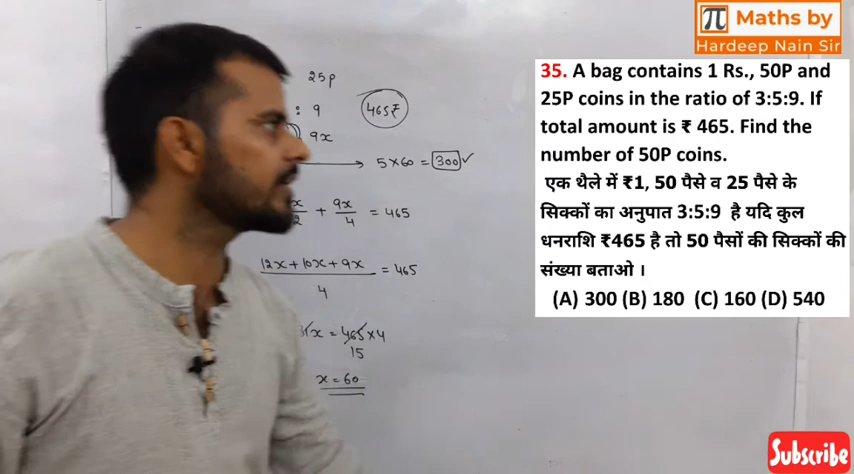 π Maths by
Hardeep Nain Sir
25p
: 9
465₹
9x
5×60 = 300 ✓
+ 9x/4 = 465
12x+10x+9x/4 = 465
x = 465×4
15
x = 60
35. A bag contains 1 Rs., 50P and
25P coins in the ratio of 3:5:9. If
total amount is ₹ 465. Find the
number of 50P coins.
एक थैले में ₹1, 50 पैसे व 25 पैसे के
सिक्कों का अनुपात 3:5:9 है यदि कुल
धनराशि ₹465 है तो 50 पैसों की सिक्कों की
संख्या बताओ ।
(A) 300 (B) 180 (C) 160 (D) 540
Subscribe